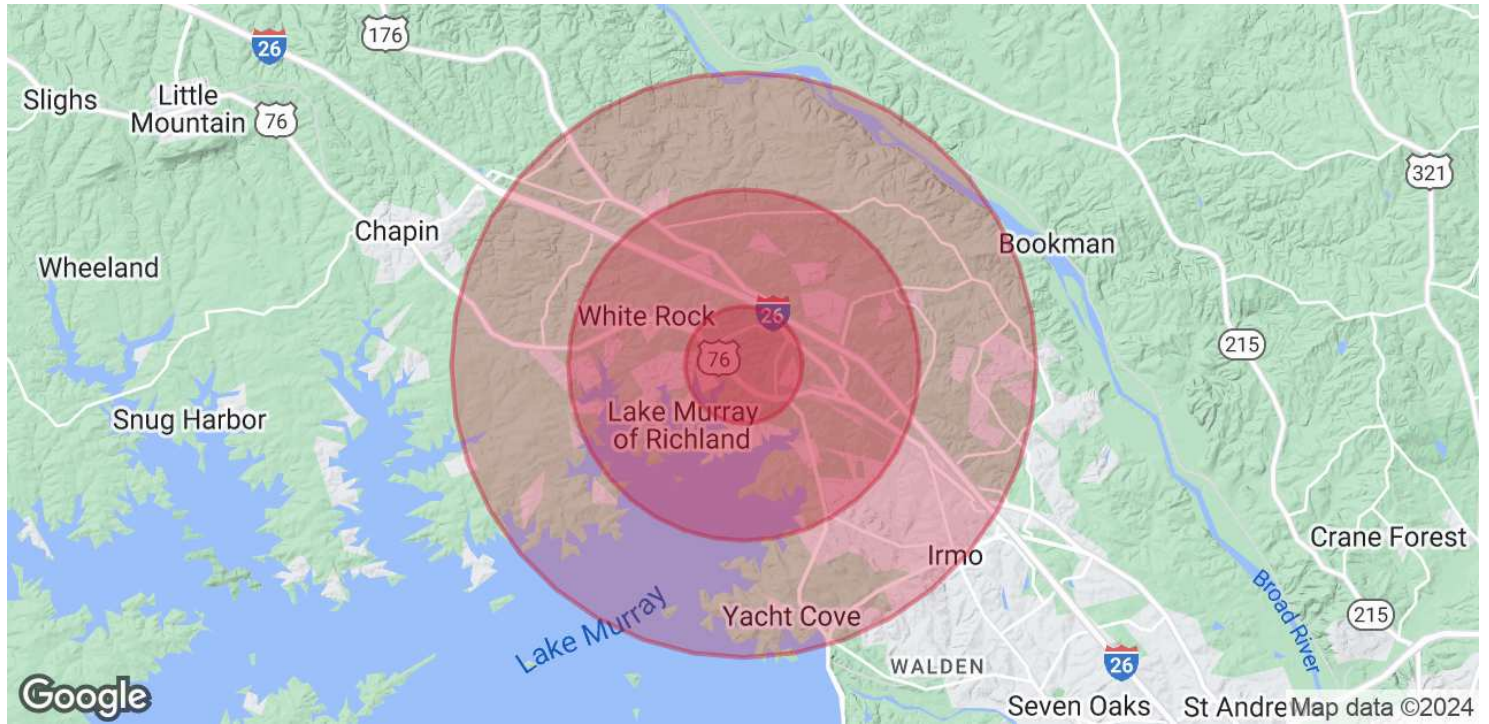 26
176
Slighs
Little
Mountain
76
321
Chapin
Bookman
Wheeland
White Rock
26
76
215
Snug Harbor
Lake Murray
of Richland
Irmo
Crane Forest
Lake Murray
Yacht Cove
Broad River
215
WALDEN
26
Google
Seven Oaks
St Andre
Map data ©2024